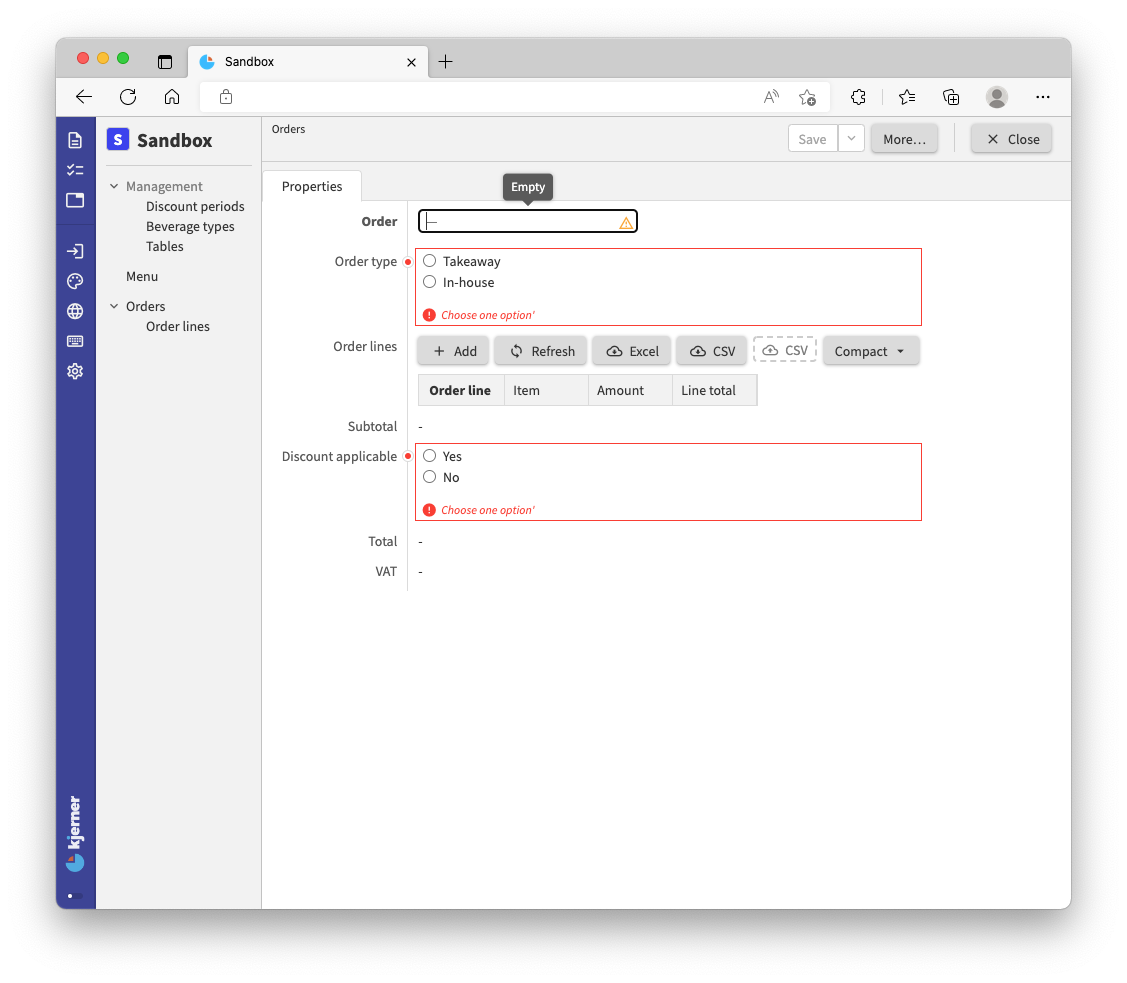 Sandbox
S Sandbox
Management
Discount periods
Beverage types
Tables
Menu
Orders
Order lines
kjerner
Orders
Save
More…
Close
Properties
Empty
Order
—
Order type
Takeaway
In-house
! Choose one option'
Order lines
Add
Refresh
Excel
CSV
CSV
Compact
Order line Item Amount Line total
Subtotal -
Discount applicable
Yes
No
! Choose one option'
Total -
VAT -